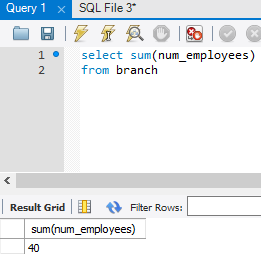 Query 1
SQL File 3*
1 select sum(num_employees)
2 from branch
Result Grid
Filter Rows:
sum(num_employees)
40